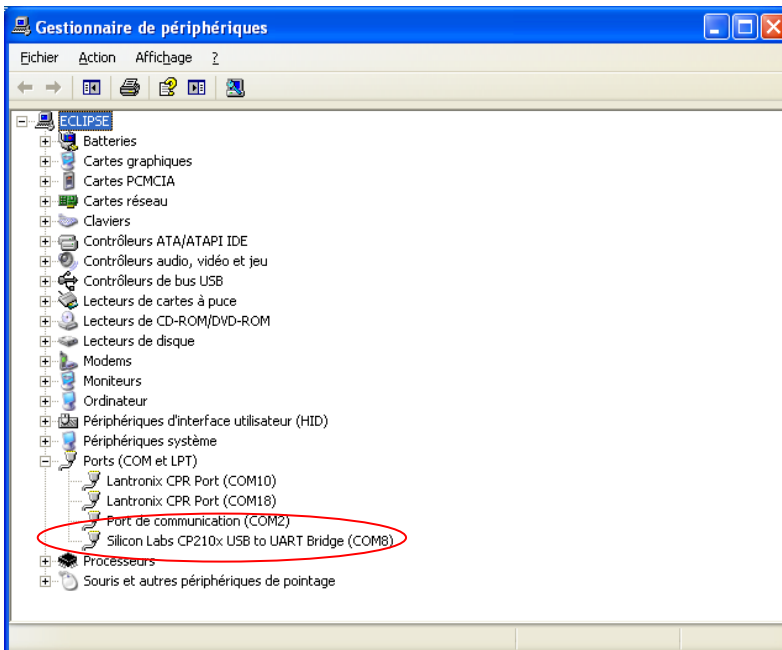 Gestionnaire de périphériques
Fichier Action Affichage ?
ECLIPSE
Batteries
Cartes graphiques
Cartes PCMCIA
Cartes réseau
Claviers
Contrôleurs ATA/ATAPI IDE
Contrôleurs audio, vidéo et jeu
Contrôleurs de bus USB
Lecteurs de cartes à puce
Lecteurs de CD-ROM/DVD-ROM
Lecteurs de disque
Modems
Moniteurs
Ordinateur
Périphériques d'interface utilisateur (HID)
Périphériques système
Ports (COM et LPT)
Lantronix CPR Port (COM10)
Lantronix CPR Port (COM18)
Port de communication (COM2)
Silicon Labs CP210x USB to UART Bridge (COM8)
Processeurs
Souris et autres périphériques de pointage